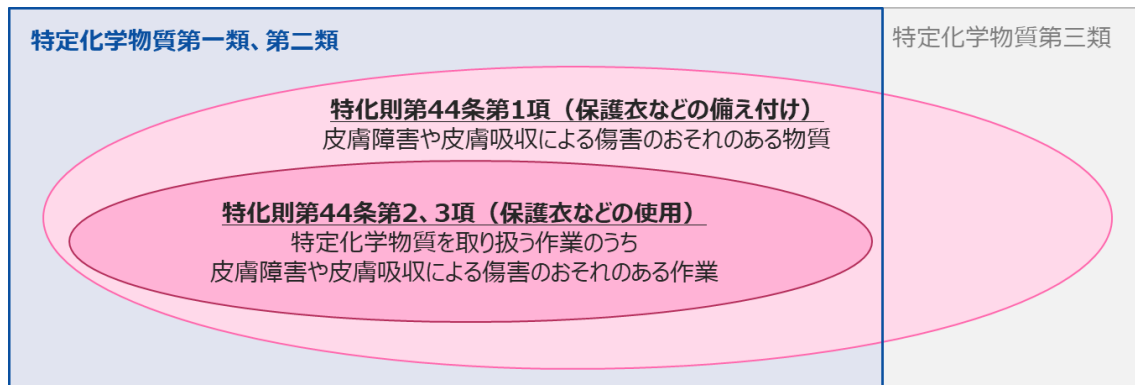 特定化学物質第一類、第二類
特定化学物質第三類
特化則第44条第1項（保護衣などの備え付け）
皮膚障害や皮膚吸収による傷害のおそれのある物質
特化則第44条第2、3項（保護衣などの使用）
特定化学物質を取り扱う作業のうち
皮膚障害や皮膚吸収による傷害のおそれのある作業